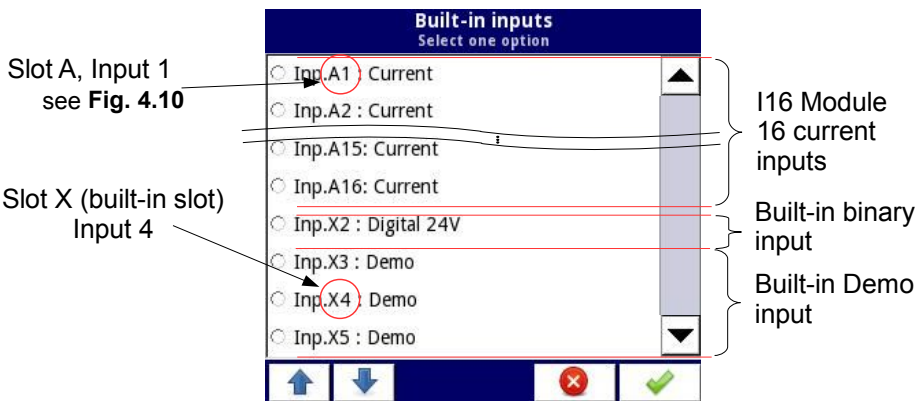 Built-in inputs
Select one option
Slot A, Input 1
see Fig. 4.10
Inp.A1 : Current
Inp.A2 : Current
Inp.A15: Current
Inp.A16: Current
I16 Module
16 current
inputs
Slot X (built-in slot)
Input 4
Inp.X2 : Digital 24V
Inp.X3 : Demo
Inp.X4 : Demo
Inp.X5 : Demo
Built-in binary
input
Built-in Demo
input